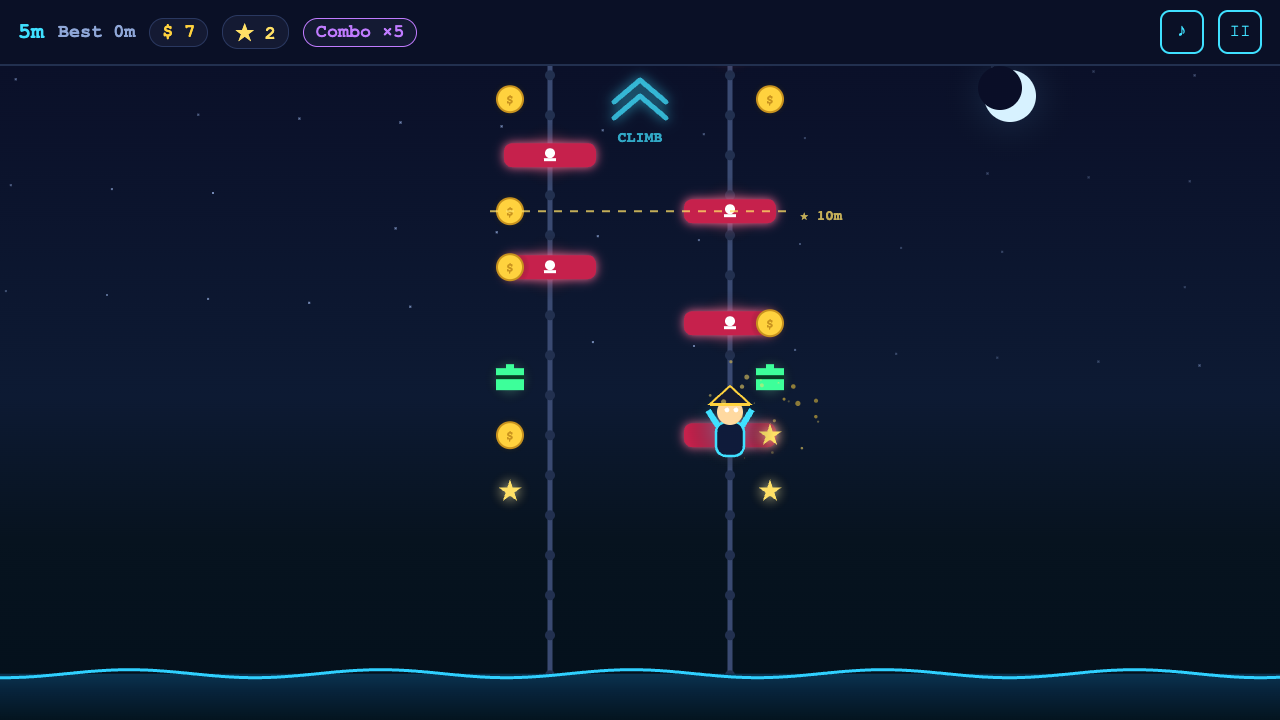 5m Best 0m $ 7 ★ 2 Combo ×5 ♪ II
$ $
CLIMB
$ ★ 10m
$
$
$